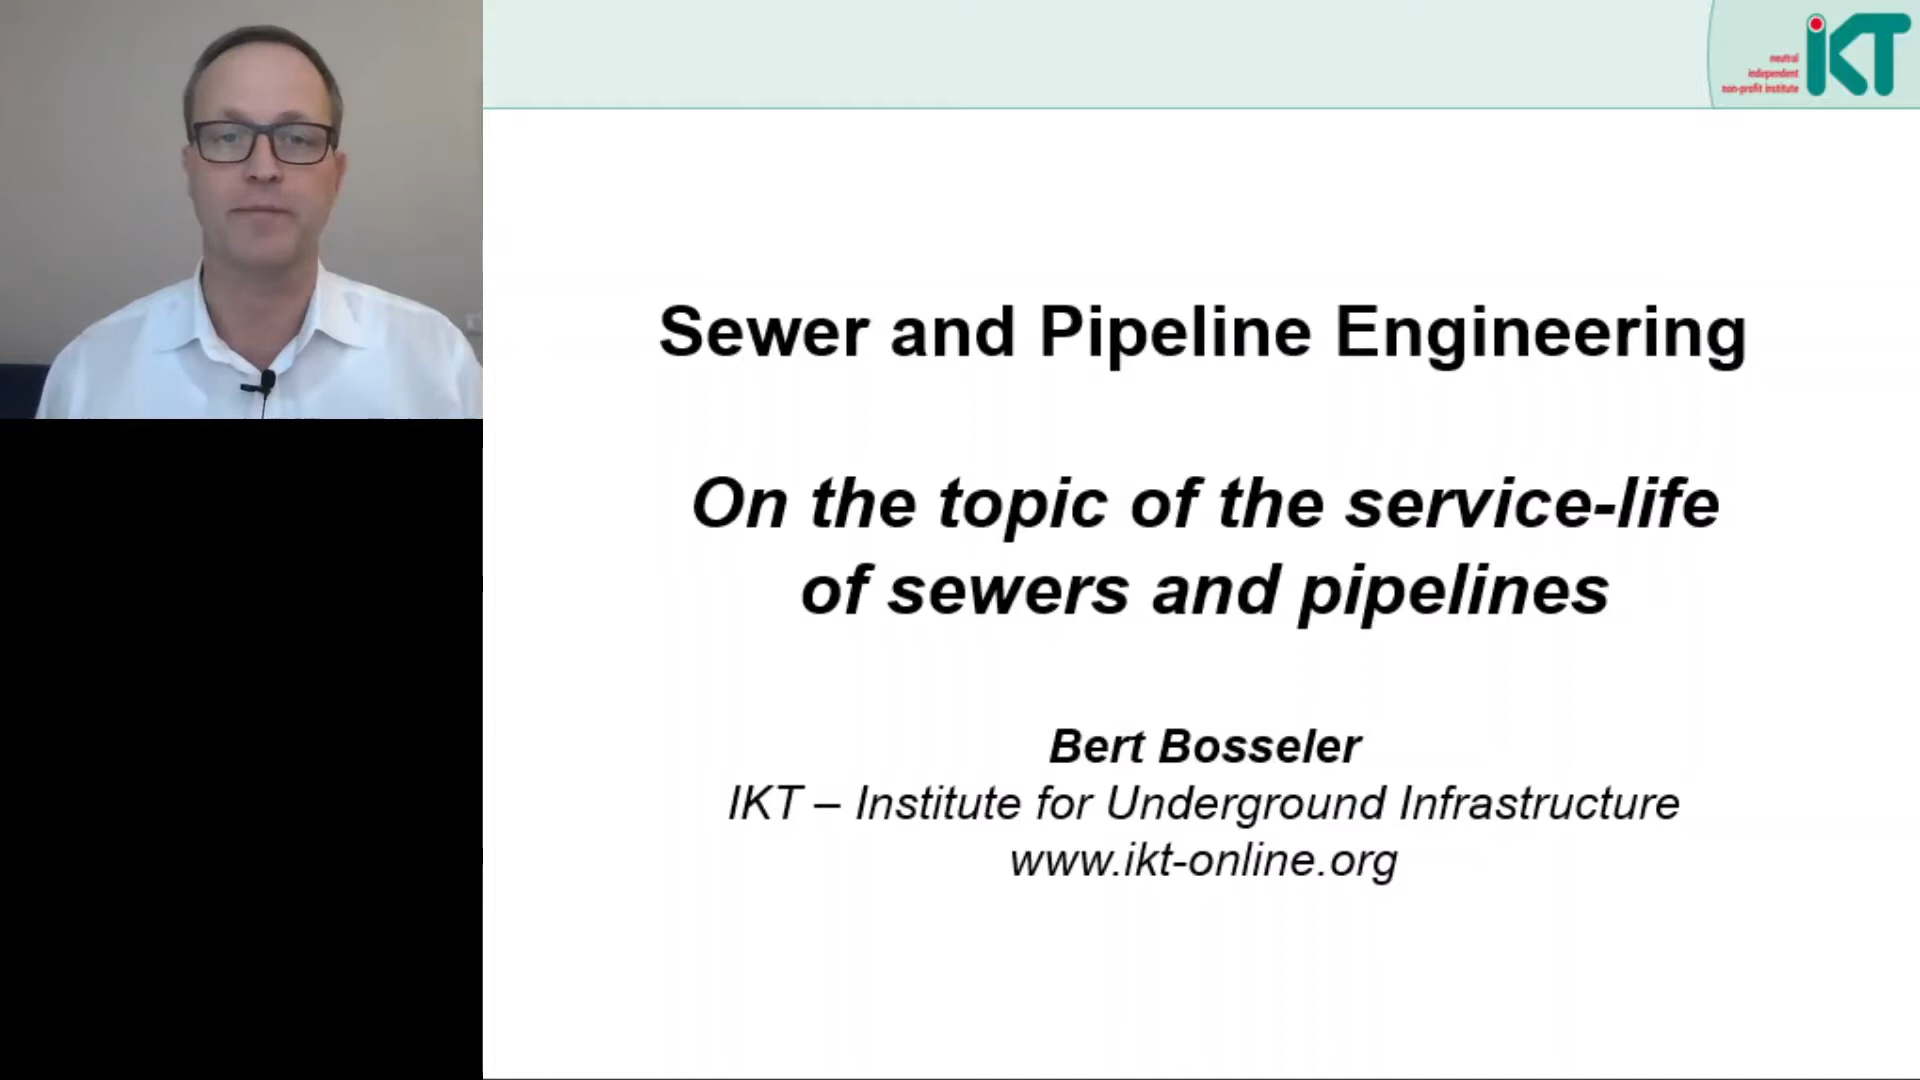 neutral
independent
non-profit institute
iKT
Sewer and Pipeline Engineering
On the topic of the service-life
of sewers and pipelines
Bert Bosseler
IKT – Institute for Underground Infrastructure
www.ikt-online.org